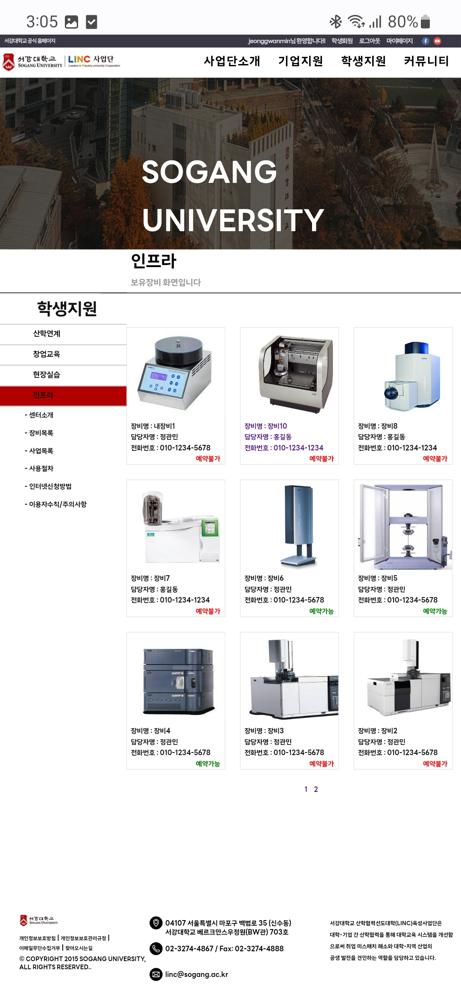 3:05
80%
서강대학교 공식 홈페이지
jeonggwanmin님 환영합니다!! 학생회원 로그아웃 마이페이지
IHS
서강대학교
SOGANG UNIVERSITY
LINC 사업단
Leaders in INdustry-university Cooperation
사업단소개 기업지원 학생지원 커뮤니티
SOGANG UNIVERSITY
서강대
SOGANG
UNIVERSITY
인프라
보유장비 화면입니다
학생지원
산학연계
창업교육
현장실습
인프라
- 센터소개
- 장비목록
- 사업목록
- 사용절차
- 인터넷신청방법
- 이용자수칙/주의사항
장비명 : 내장비1
담당자명 : 정관민
전화번호 : 010-1234-5678
예약불가
장비명 : 장비10
담당자명 : 홍길동
전화번호 : 010-1234-1234
예약불가
compact
장비명 : 장비8
담당자명 : 홍길동
전화번호 : 010-1234-1234
예약불가
장비명 : 장비7
담당자명 : 홍길동
전화번호 : 010-1234-1234
예약불가
autoflex speed
장비명 : 장비6
담당자명 : 정관민
전화번호 : 010-1234-5678
예약가능
장비명 : 장비5
담당자명 : 정관민
전화번호 : 010-1234-5678
예약가능
장비명 : 장비4
담당자명 : 정관민
전화번호 : 010-1234-5678
예약가능
장비명 : 장비3
담당자명 : 정관민
전화번호 : 010-1234-5678
예약불가
장비명 : 장비2
담당자명 : 정관민
전화번호 : 010-1234-5678
예약불가
1 2
서강대학교
SOGANG UNIVERSITY
개인정보보호방침 | 개인정보보호관리규정 |
이메일무단수집거부 | 찾아오시는길
© COPYRIGHT 2015 SOGANG UNIVERSITY,
ALL RIGHTS RESERVED..
04107 서울특별시 마포구 백범로 35 (신수동)
서강대학교 베르크만스우정원(BW관) 703호
02-3274-4867 / Fax: 02-3274-4888
linc@sogang.ac.kr
서강대학교 산학협력선도대학(LINC)육성사업단은
대학-기업 간 산학협력을 통해 대학교육 시스템을 개선함
으로써 취업 미스매치 해소와 대학-지역 산업의
공생 발전을 견인하는 역할을 담당하고 있습니다.